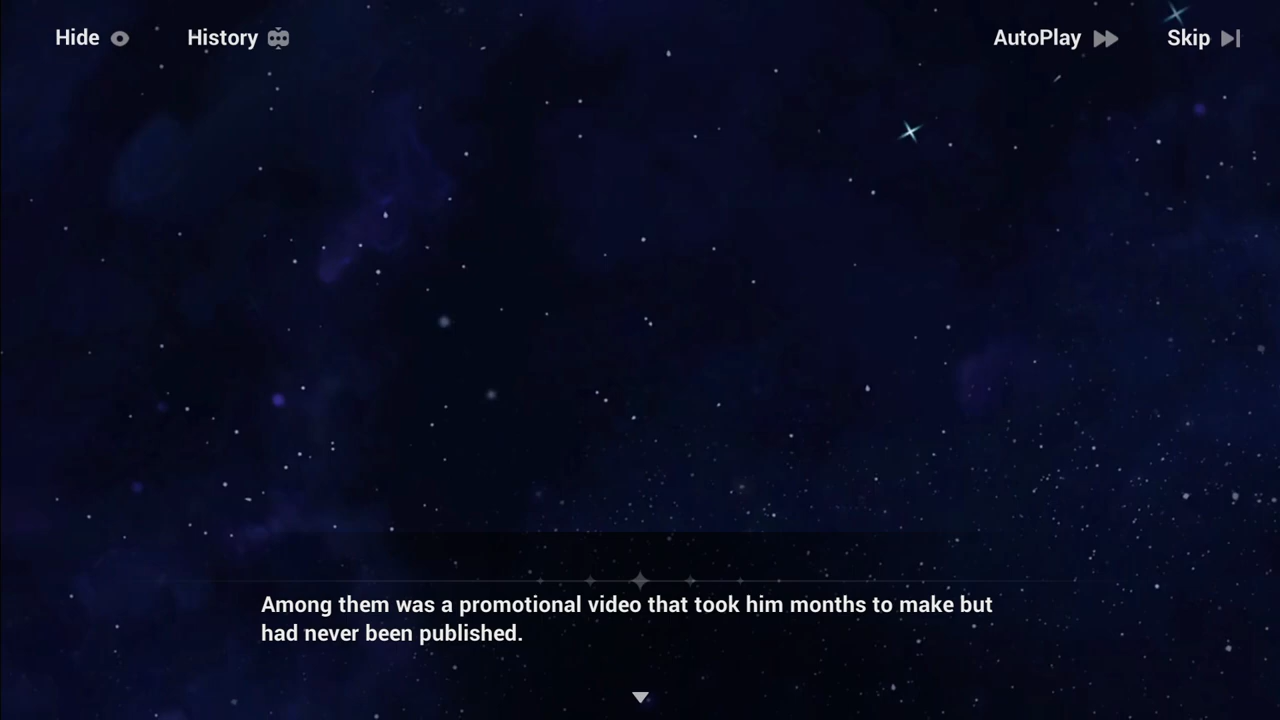 Hide
History
AutoPlay
Skip
Among them was a promotional video that took him months to make but
had never been published.